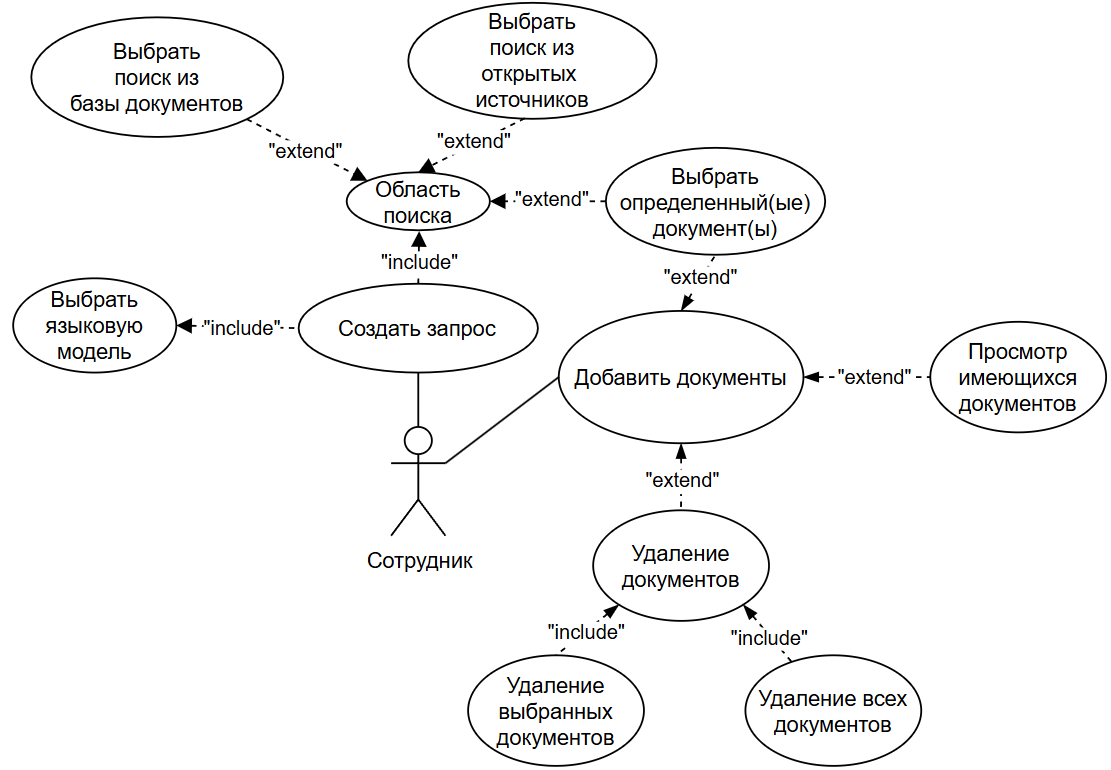 Выбрать
поиск из
базы документов
Выбрать
поиск из
открытых
источников
"extend"
"extend"
Область
поиска
"extend"
Выбрать
определенный(ые)
документ(ы)
"include"
"extend"
Выбрать
языковую
модель
"include"
Создать запрос
Добавить документы
"extend"
Просмотр
имеющихся
документов
Сотрудник
"extend"
Удаление
документов
"include"
"include"
Удаление
выбранных
документов
Удаление всех
документов